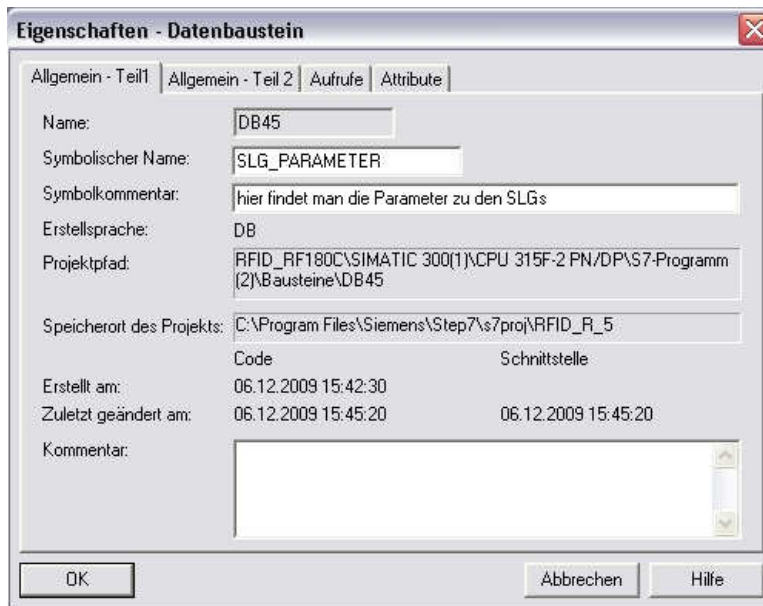 Eigenschaften - Datenbaustein
Allgemein - Teil1 Allgemein - Teil 2 Aufrufe Attribute
Name: DB45
Symbolischer Name: SLG_PARAMETER
Symbolkommentar: hier findet man die Parameter zu den SLGs
Erstellsprache: DB
Projektpfad: RFID_RF180C\SIMATIC 300(1)\CPU 315F-2 PN/DP\S7-Programm
(2)\Bausteine\DB45
Speicherort des Projekts: C:\Program Files\Siemens\Step7\s7proj\RFID_R_5
Code Schnittstelle
Erstellt am: 06.12.2009 15:42:30
Zuletzt geändert am: 06.12.2009 15:45:20 06.12.2009 15:45:20
Kommentar:
OK Abbrechen Hilfe